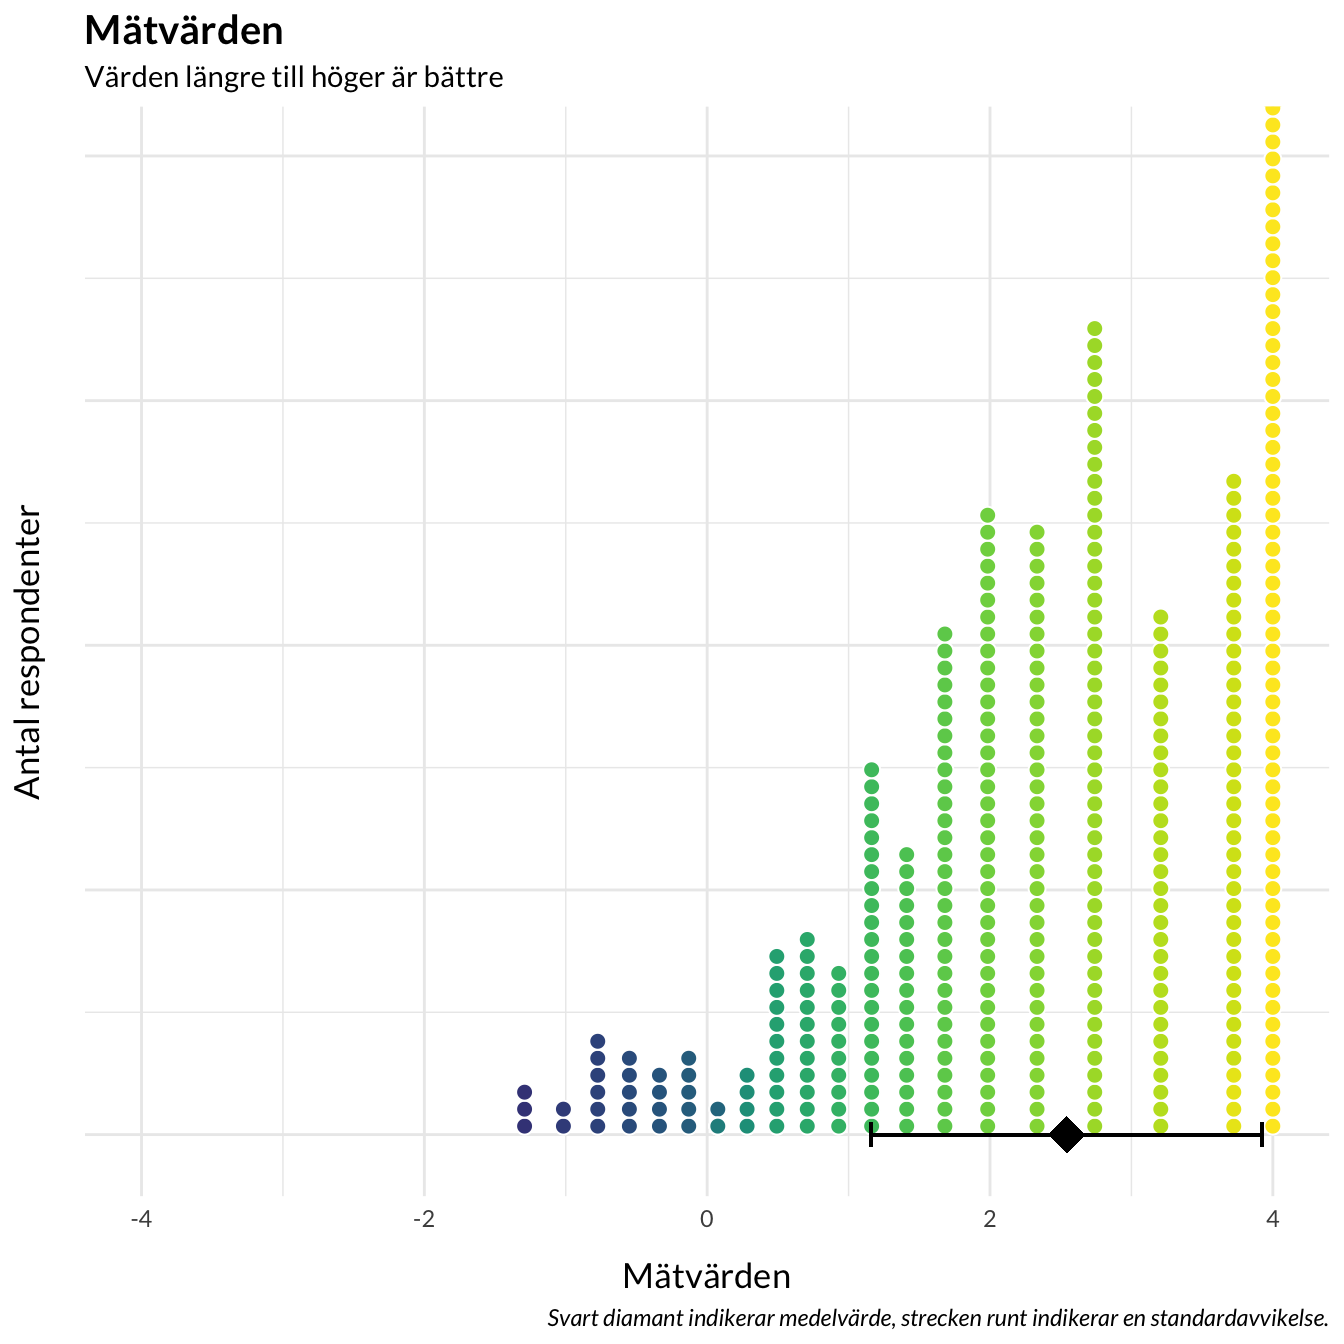 Mätvärden
Värden längre till höger är bättre
Antal respondenter
-4 -2 0 2 4
Mätvärden
Svart diamant indikerar medelvärde, strecken runt indikerar en standardavvikelse.